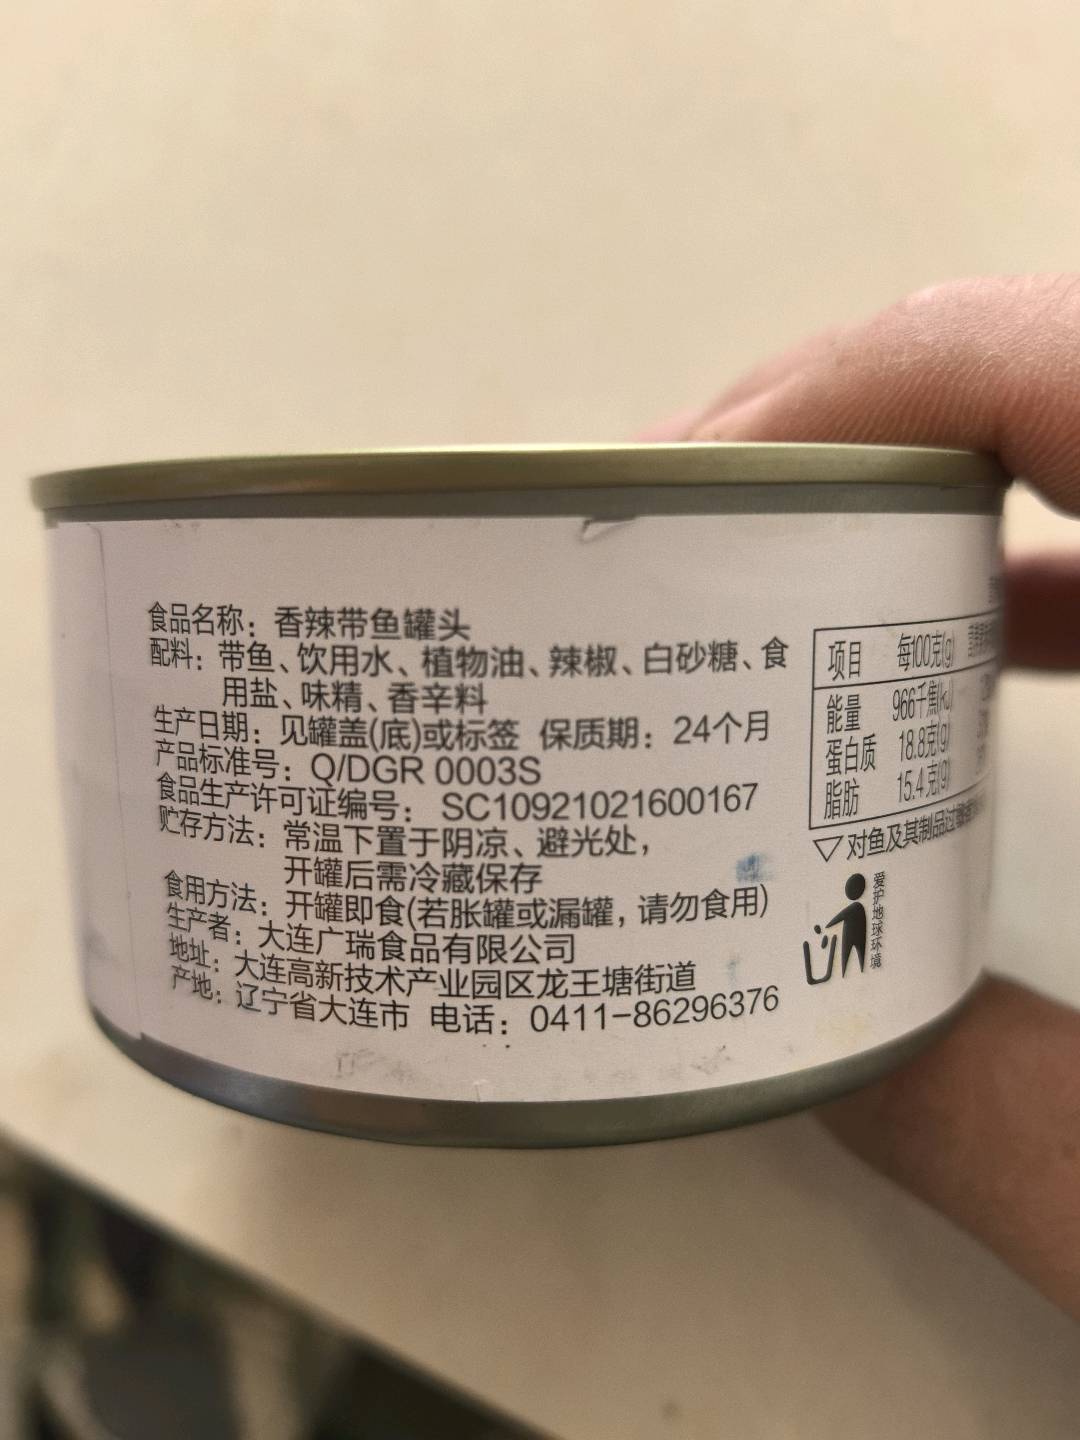 食品名称：香辣带鱼罐头
配料：带鱼、饮用水、植物油、辣椒、白砂糖、食
用盐、味精、香辛料
生产日期：见罐盖(底)或标签 保质期：24个月
产品标准号：Q/DGR 0003S
食品生产许可证编号：SC10921021600167
贮存方法：常温下置于阴凉、避光处，
开罐后需冷藏保存
食用方法：开罐即食(若胀罐或漏罐，请勿食用)
生产者：大连广瑞食品有限公司
地址：大连高新技术产业园区龙王塘街道
产地：辽宁省大连市 电话：0411-86296376
项目 每100克(g)
能量 966千焦(kJ)
蛋白质 18.8克(g)
脂肪 15.4克(g)
▽对鱼及其制品过敏
爱护地球环境